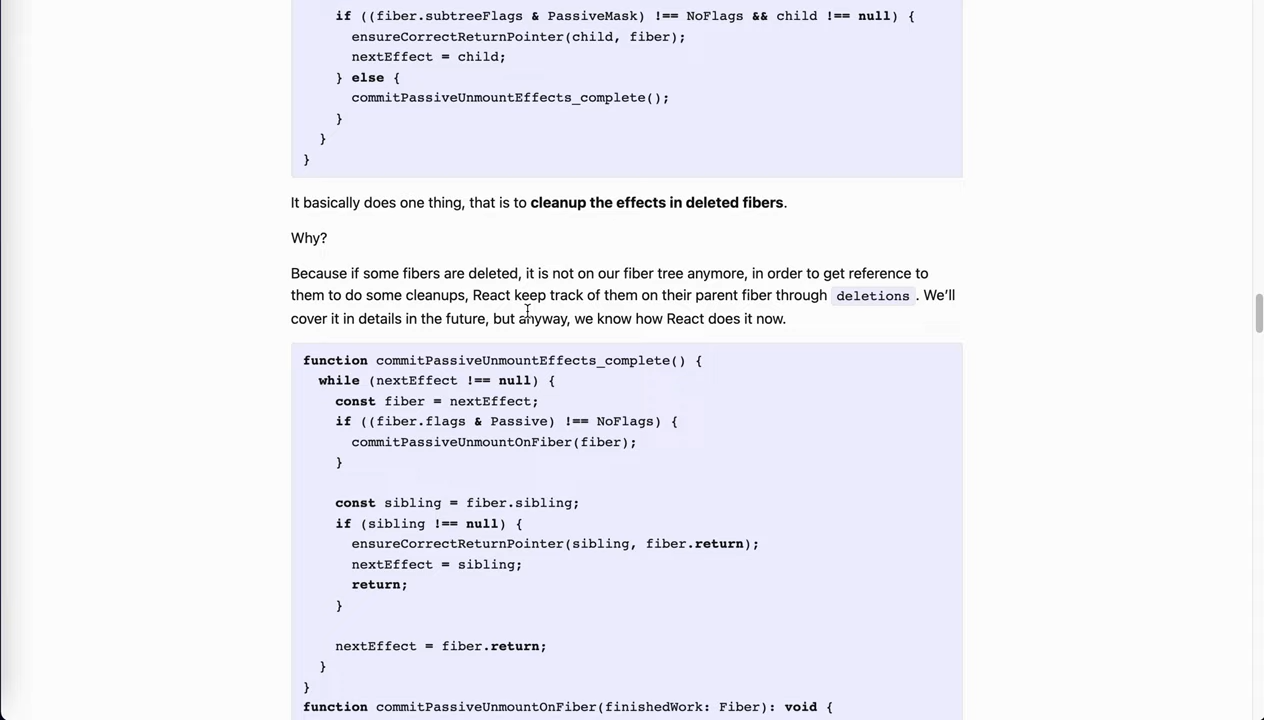 if ((fiber.subtreeFlags & PassiveMask) !== NoFlags && child !== null) {
ensureCorrectReturnPointer(child, fiber);
nextEffect = child;
} else {
commitPassiveUnmountEffects_complete();
}
}
}
It basically does one thing, that is to cleanup the effects in deleted fibers.
Why?
Because if some fibers are deleted, it is not on our fiber tree anymore, in order to get reference to
them to do some cleanups, React keep track of them on their parent fiber through deletions. We’ll
cover it in details in the future, but anyway, we know how React does it now.
function commitPassiveUnmountEffects_complete() {
while (nextEffect !== null) {
const fiber = nextEffect;
if ((fiber.flags & Passive) !== NoFlags) {
commitPassiveUnmountOnFiber(fiber);
}
const sibling = fiber.sibling;
if (sibling !== null) {
ensureCorrectReturnPointer(sibling, fiber.return);
nextEffect = sibling;
return;
}
nextEffect = fiber.return;
}
}
function commitPassiveUnmountOnFiber(finishedWork: Fiber): void {